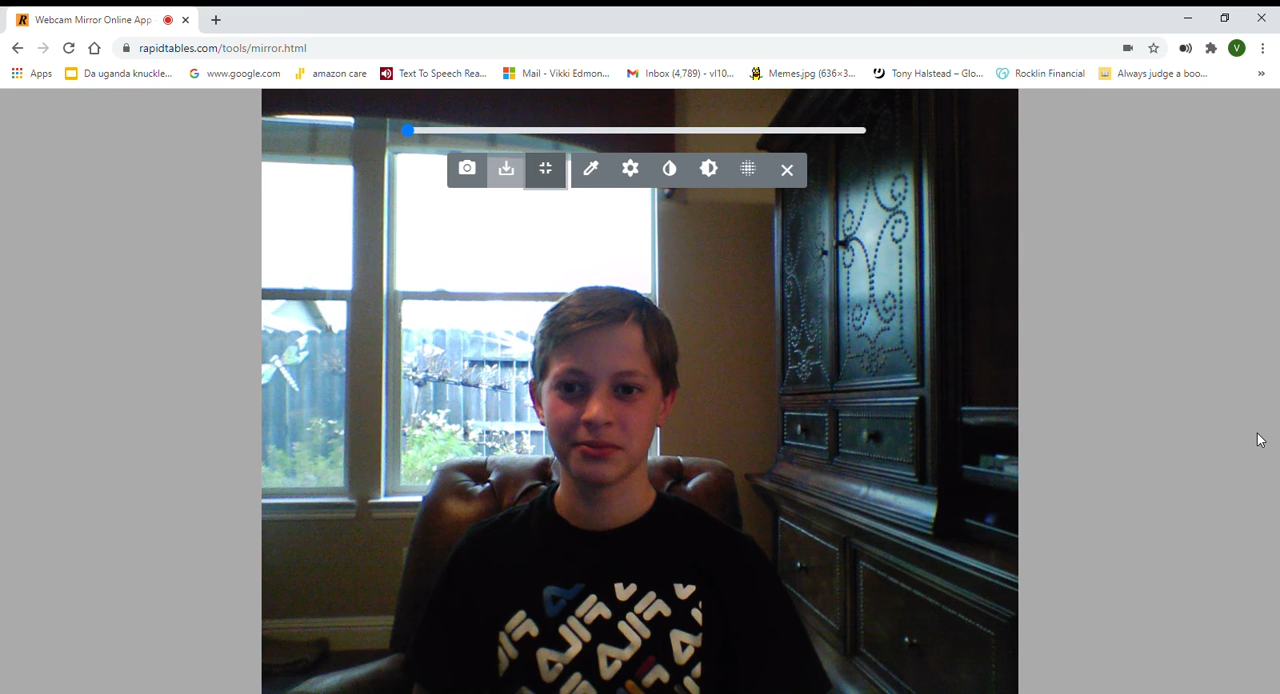 Webcam Mirror Online App
rapidtables.com/tools/mirror.html
V
Apps
Da uganda knuckle...
www.google.com
amazon care
Text To Speech Rea...
Mail - Vikki Edmon...
Inbox (4,789) - vl10...
Memes.jpg (636×3...
Tony Halstead – Glo...
Rocklin Financial
Always judge a boo...
»